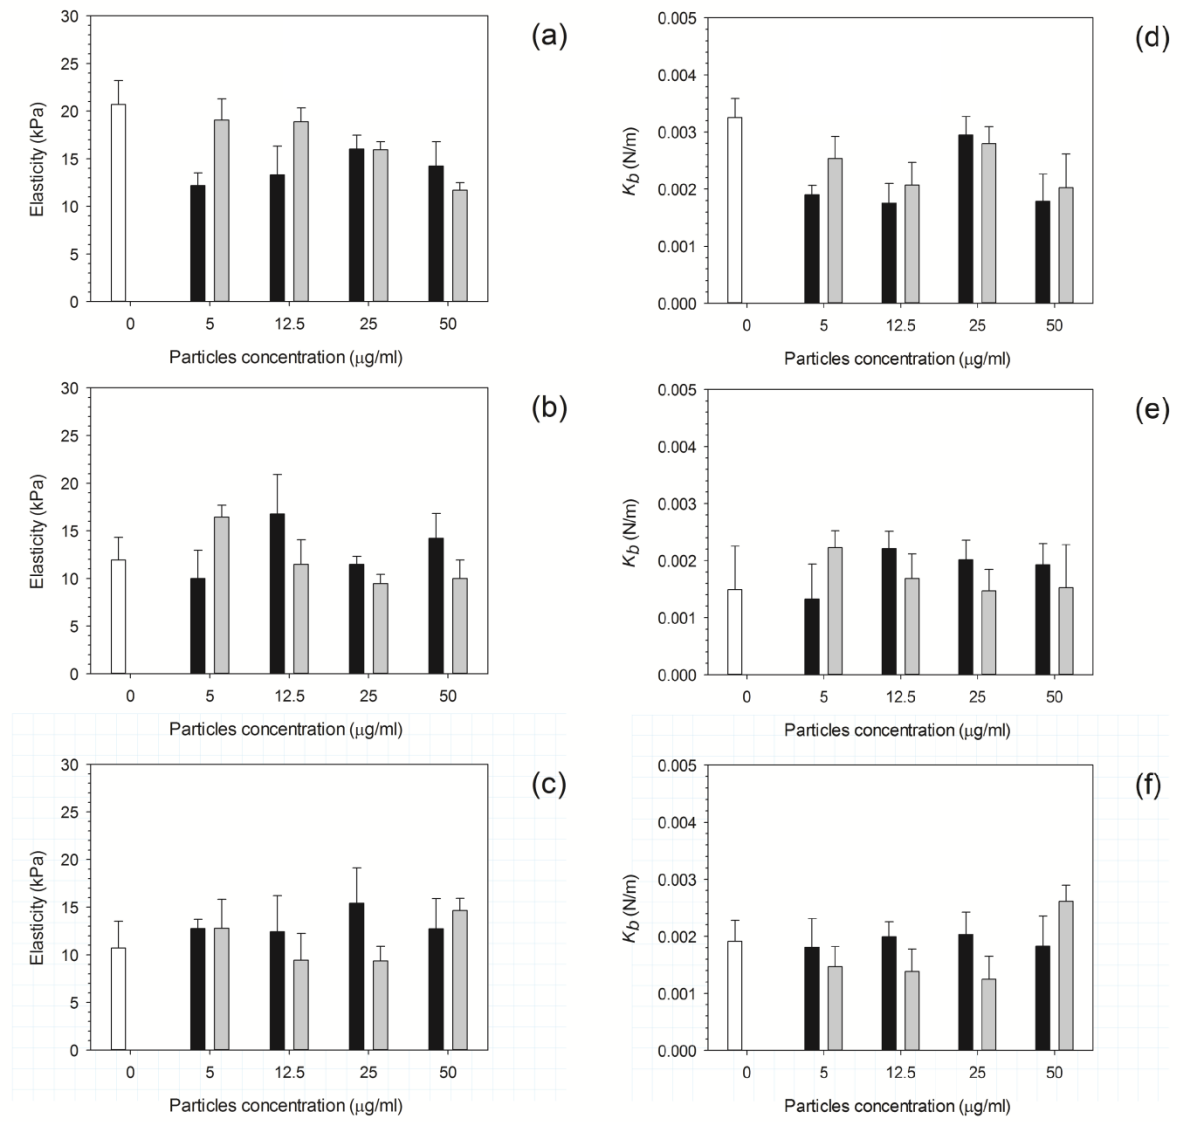 (a)
Elasticity (kPa)
30
25
20
15
10
5
0
0 5 12.5 25 50
Particles concentration (µg/ml)
(d)
Kb (N/m)
0.005
0.004
0.003
0.002
0.001
0.000
0 5 12.5 25 50
Particles concentration (µg/ml)
(b)
Elasticity (kPa)
30
25
20
15
10
5
0
0 5 12.5 25 50
Particles concentration (µg/ml)
(e)
Kb (N/m)
0.005
0.004
0.003
0.002
0.001
0.000
0 5 12.5 25 50
Particles concentration (µg/ml)
(c)
Elasticity (kPa)
30
25
20
15
10
5
0
0 5 12.5 25 50
Particles concentration (µg/ml)
(f)
Kb (N/m)
0.005
0.004
0.003
0.002
0.001
0.000
0 5 12.5 25 50
Particles concentration (µg/ml)